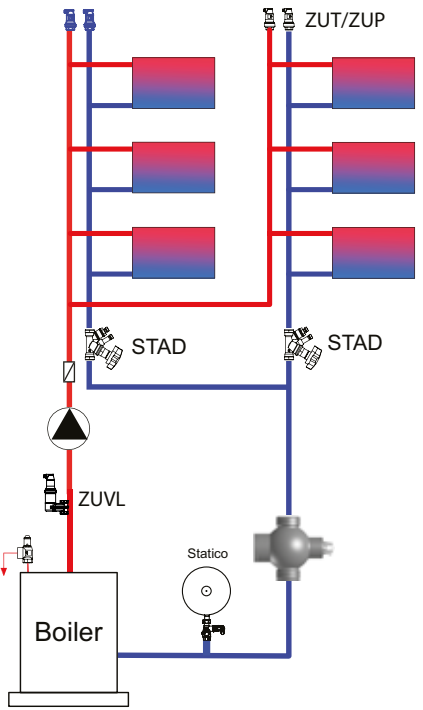 ZUT/ZUP
STAD
STAD
ZUVL
Statico
Boiler